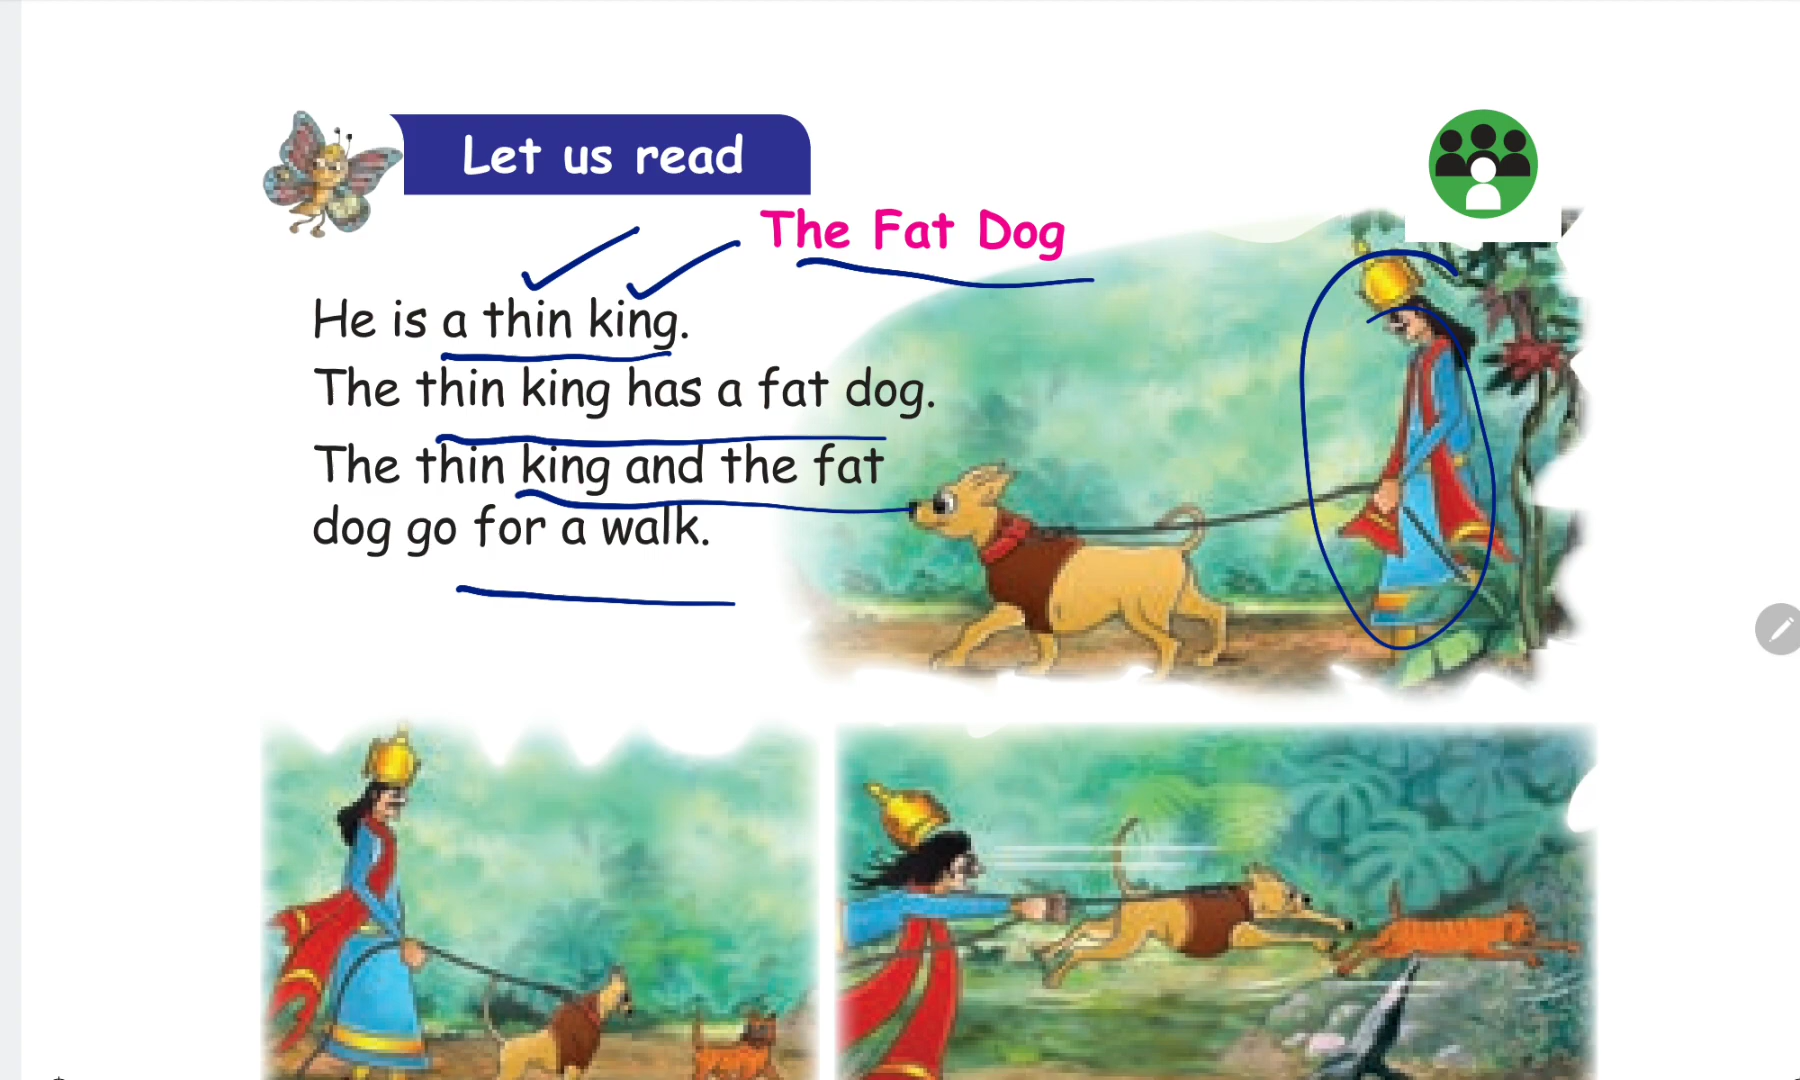 Let us read
The Fat Dog
He is a thin king.
The thin king has a fat dog.
The thin king and the fat
dog go for a walk.